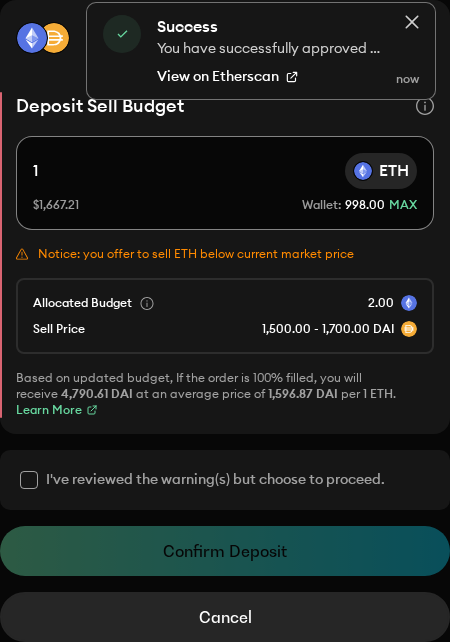 Success
You have successfully approved ...
View on Etherscan
now
Deposit Sell Budget
1
ETH
$1,667.21
Wallet: 998.00 MAX
Notice: you offer to sell ETH below current market price
Allocated Budget
2.00
Sell Price
1,500.00 - 1,700.00 DAI
Based on updated budget, If the order is 100% filled, you will
receive 4,790.61 DAI at an average price of 1,596.87 DAI per 1 ETH.
Learn More
I've reviewed the warning(s) but choose to proceed.
Confirm Deposit
Cancel